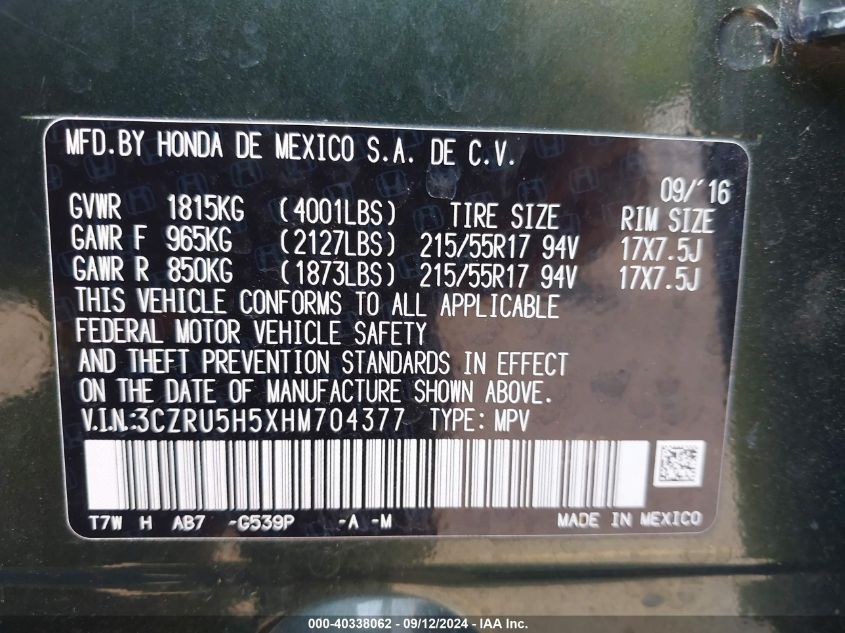 MFD.BY HONDA DE MEXICO S.A. DE C.V.
09/'16
GVWR 1815KG (4001LBS) TIRE SIZE RIM SIZE
GAWR F 965KG (2127LBS) 215/55R17 94V 17X7.5J
GAWR R 850KG (1873LBS) 215/55R17 94V 17X7.5J
THIS VEHICLE CONFORMS TO ALL APPLICABLE
FEDERAL MOTOR VEHICLE SAFETY
AND THEFT PREVENTION STANDARDS IN EFFECT
ON THE DATE OF MANUFACTURE SHOWN ABOVE.
V.I.N.:3CZRU5H5XHM704377 TYPE: MPV
T7W H AB7 -G539P -A -M MADE IN MEXICO
000-40338062 - 09/12/2024 - IAA Inc.